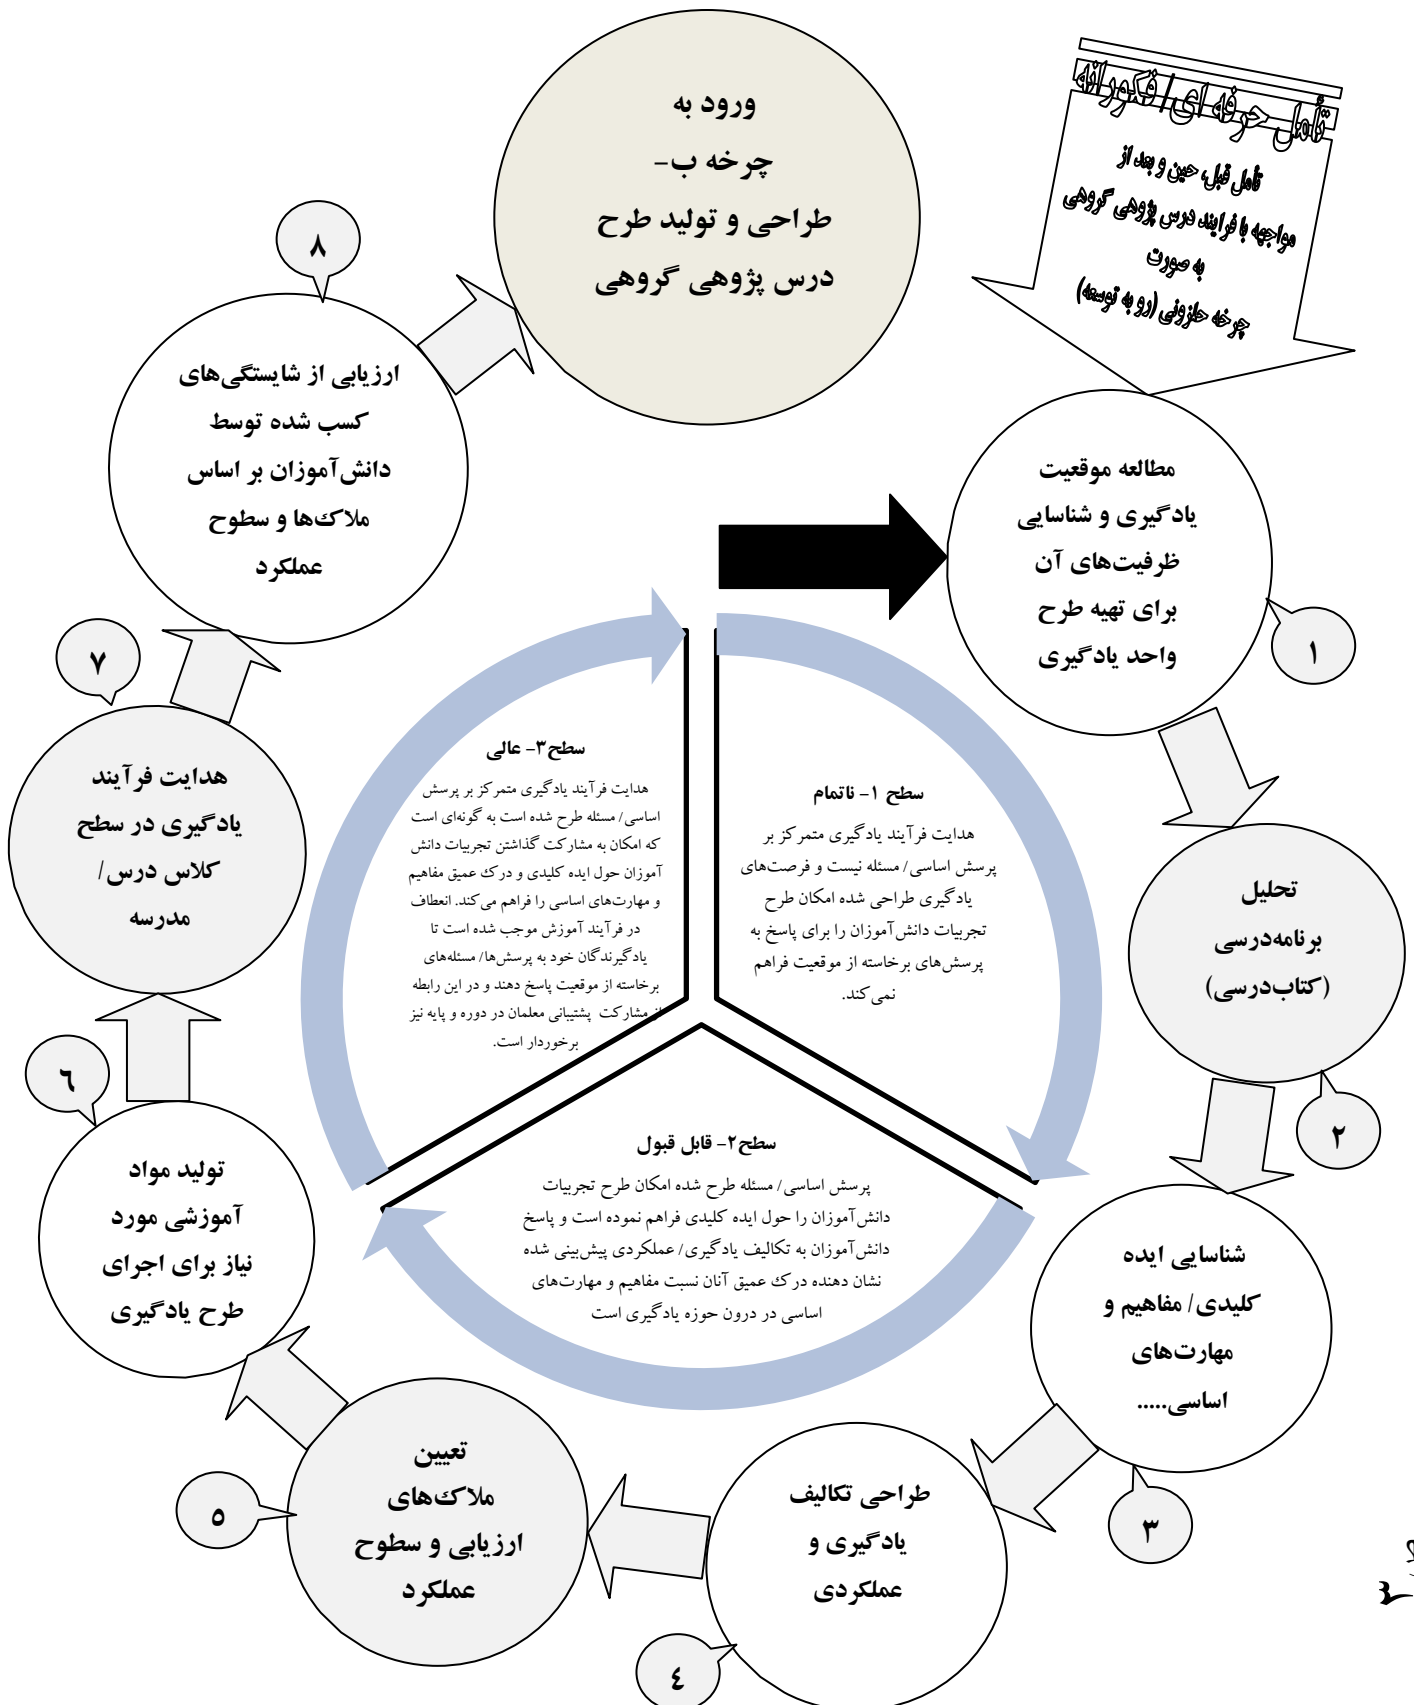 ورود به
چرخه ب-
طراحی و تولید طرح
درس پژوهی گروهی
تأمل حرفه ای/ فکورانه
تأمل قبل، حین و بعد از
مواجهه با فرایند درس پژوهی گروهی
به صورت
چرخه حلزونی (رو به توسعه)
مطالعه موقعیت
یادگیری و شناسایی
ظرفیت‌های آن
برای تهیه طرح
واحد یادگیری
۱
تحلیل
برنامه‌درسی
(کتاب‌درسی)
۲
شناسایی ایده
کلیدی/ مفاهیم و
مهارت‌های
اساسی.....
۳
طراحی تکالیف
یادگیری و
عملکردی
٤
تعیین
ملاک‌های
ارزیابی و سطوح
عملکرد
٥
تولید مواد
آموزشی مورد
نیاز برای اجرای
طرح یادگیری
٦
هدایت فرآیند
یادگیری در سطح
کلاس درس/
مدرسه
۷
ارزیابی از شایستگی‌های
کسب شده توسط
دانش‌آموزان بر اساس
ملاک‌ها و سطوح
عملکرد
۸
سطح ۱- ناتمام
هدایت فرآیند یادگیری متمرکز بر
پرسش اساسی/ مسئله نیست و فرصت‌های
یادگیری طراحی شده امکان طرح
تجربیات دانش‌آموزان را برای پاسخ به
پرسش‌های برخاسته از موقعیت فراهم
نمی‌کند.
سطح۲- قابل قبول
پرسش اساسی/ مسئله طرح شده امکان طرح تجربیات
دانش‌آموزان را حول ایده کلیدی فراهم نموده است و پاسخ
دانش‌آموزان به تکالیف یادگیری/ عملکردی پیش‌بینی شده
نشان دهنده درک عمیق آنان نسبت مفاهیم و مهارت‌های
اساسی در درون حوزه یادگیری است
سطح۳- عالی
هدایت فرآیند یادگیری متمرکز بر پرسش
اساسی/ مسئله طرح شده است به گونه‌ای است
که امکان به مشارکت گذاشتن تجربیات دانش
آموزان حول ایده کلیدی و درک عمیق مفاهیم
و مهارت‌های اساسی را فراهم می‌کند. انعطاف
در فرآیند آموزش موجب شده است تا
یادگیرندگان خود به پرسش‌ها/ مسئله‌های
برخاسته از موقعیت پاسخ دهند و در این رابطه
از مشارکت پشتیبانی معلمان در دوره و پایه نیز
برخوردار است.
۳